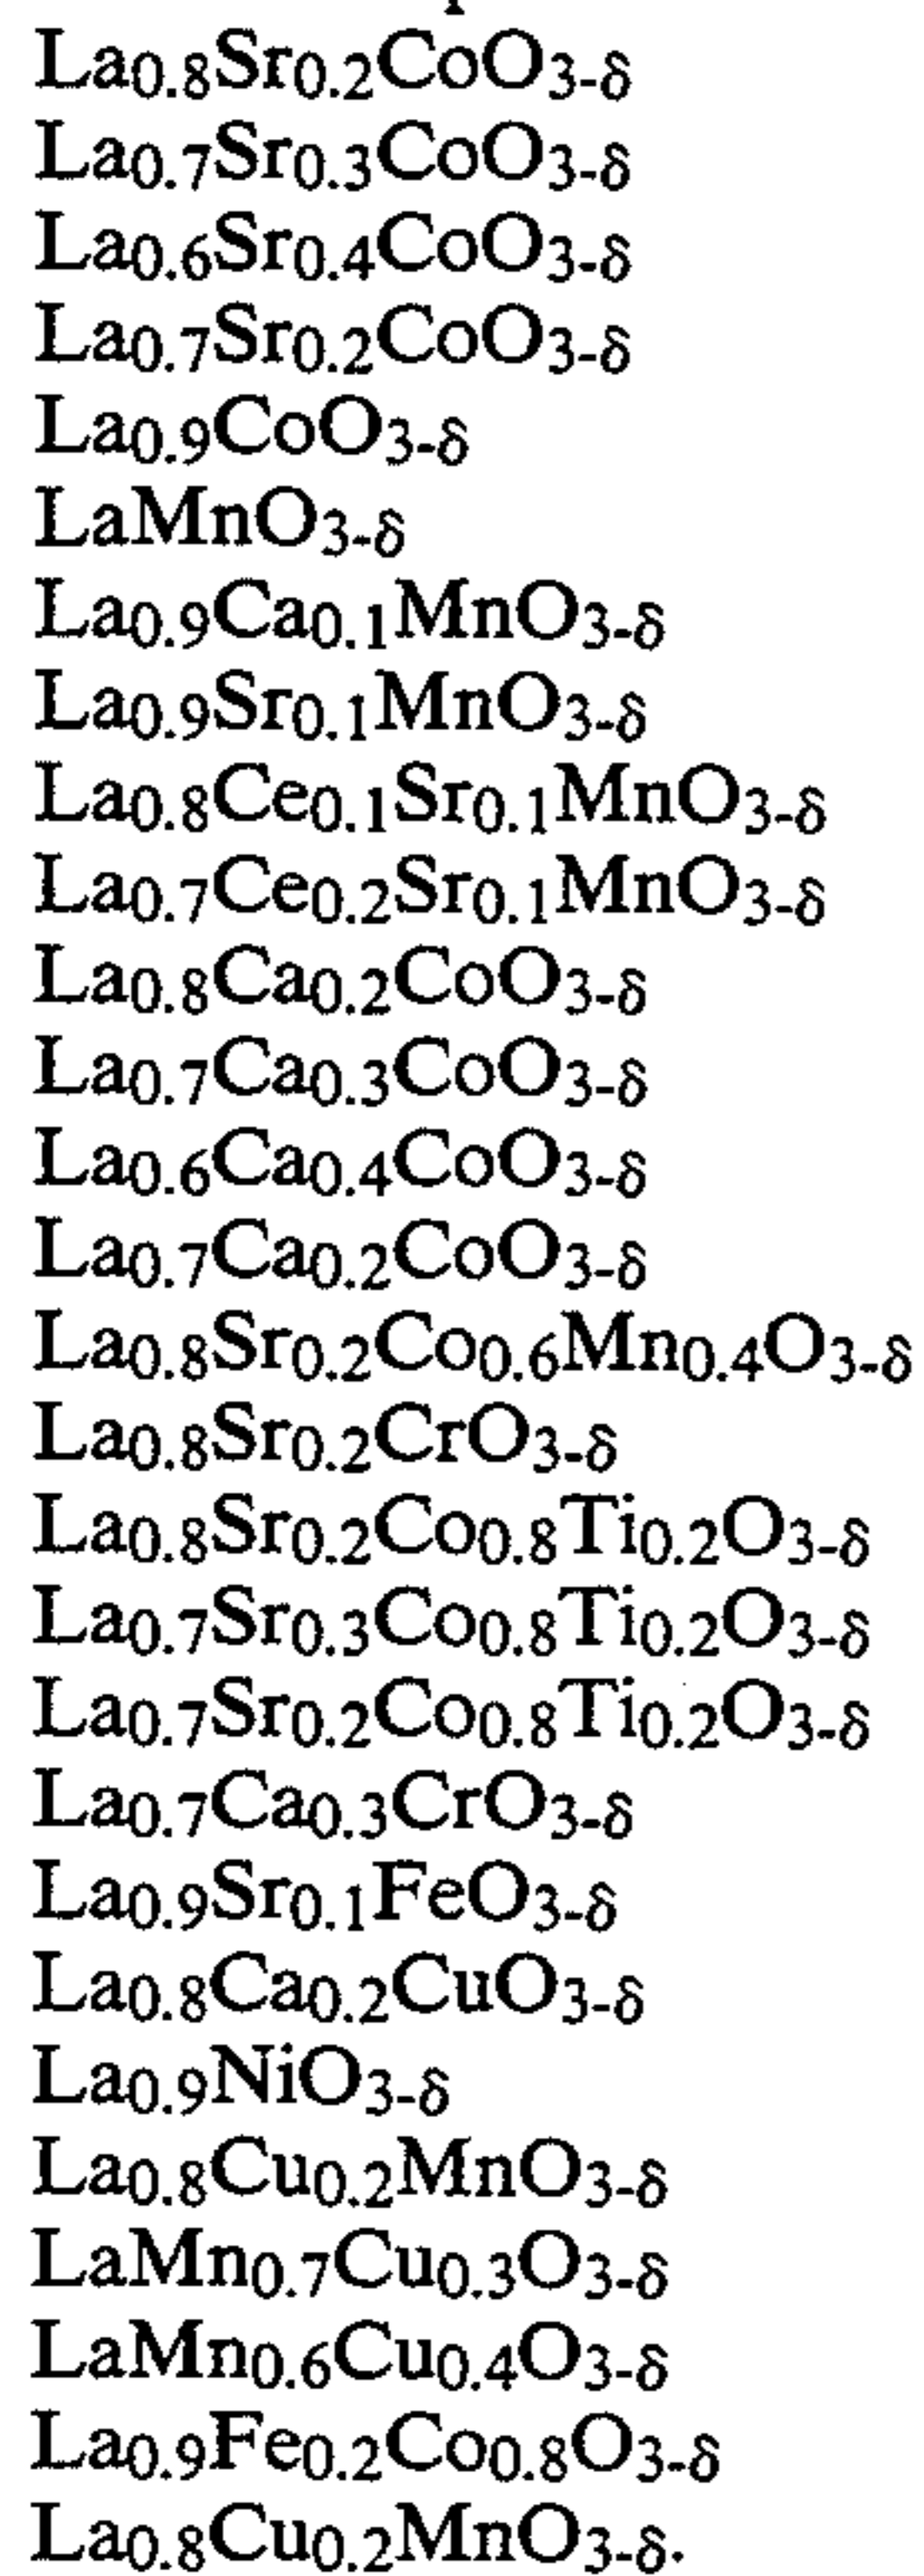 La0.8Sr0.2CoO3-δ
La0.7Sr0.3CoO3-δ
La0.6Sr0.4CoO3-δ
La0.7Sr0.2CoO3-δ
La0.9CoO3-δ
LaMnO3-δ
La0.9Ca0.1MnO3-δ
La0.9Sr0.1MnO3-δ
La0.8Ce0.1Sr0.1MnO3-δ
La0.7Ce0.2Sr0.1MnO3-δ
La0.8Ca0.2CoO3-δ
La0.7Ca0.3CoO3-δ
La0.6Ca0.4CoO3-δ
La0.7Ca0.2CoO3-δ
La0.8Sr0.2Co0.6Mn0.4O3-δ
La0.8Sr0.2CrO3-δ
La0.8Sr0.2Co0.8Ti0.2O3-δ
La0.7Sr0.3Co0.8Ti0.2O3-δ
La0.7Sr0.2Co0.8Ti0.2O3-δ
La0.7Ca0.3CrO3-δ
La0.9Sr0.1FeO3-δ
La0.8Ca0.2CuO3-δ
La0.9NiO3-δ
La0.8Cu0.2MnO3-δ
LaMn0.7Cu0.3O3-δ
LaMn0.6Cu0.4O3-δ
La0.9Fe0.2Co0.8O3-δ
La0.8Cu0.2MnO3-δ.